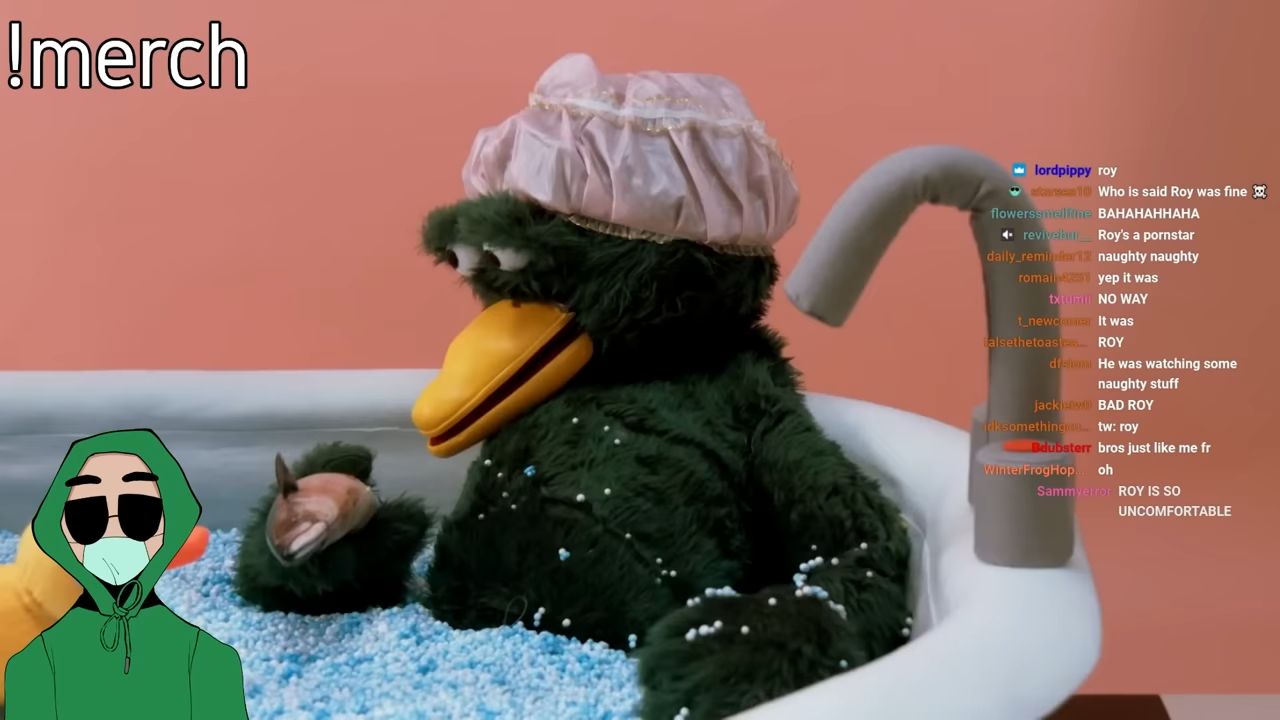 !merch
lordpippy roy
Who is said Roy was fine
flowerssmellfine BAHAHAHHAHA
Roy's a pornstar
daily_reminder12 naughty naughty
yep it was
NO WAY
It was
ROY
He was watching some
naughty stuff
BAD ROY
tw: roy
Bdubsterr bros just like me fr
WinterFrogHop... oh
Sammyerror ROY IS SO
UNCOMFORTABLE